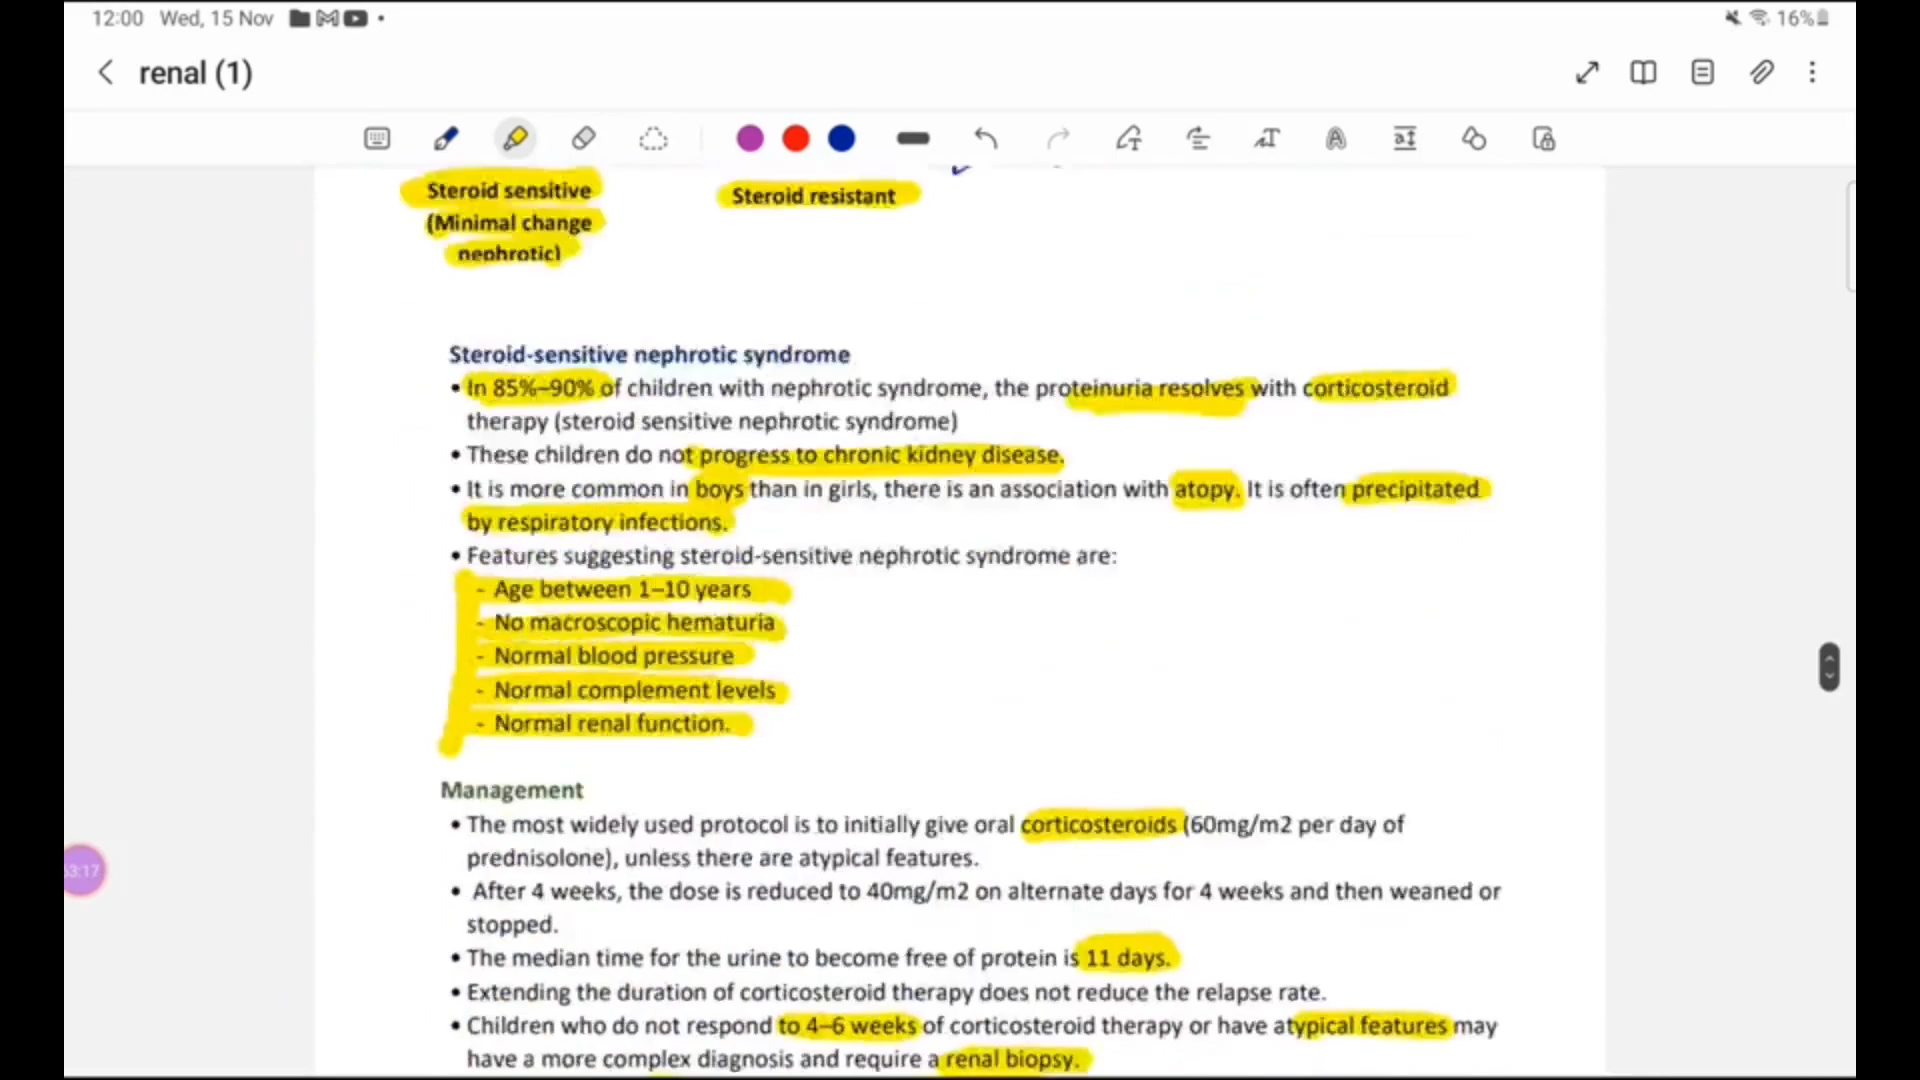 12:00 Wed, 15 Nov
16%
renal (1)
Steroid sensitive
(Minimal change
nephrotic)
Steroid resistant
Steroid-sensitive nephrotic syndrome
• In 85%–90% of children with nephrotic syndrome, the proteinuria resolves with corticosteroid
therapy (steroid sensitive nephrotic syndrome)
• These children do not progress to chronic kidney disease.
• It is more common in boys than in girls, there is an association with atopy. It is often precipitated
by respiratory infections.
• Features suggesting steroid-sensitive nephrotic syndrome are:
- Age between 1–10 years
- No macroscopic hematuria
- Normal blood pressure
- Normal complement levels
- Normal renal function.
Management
• The most widely used protocol is to initially give oral corticosteroids (60mg/m2 per day of
prednisolone), unless there are atypical features.
• After 4 weeks, the dose is reduced to 40mg/m2 on alternate days for 4 weeks and then weaned or
stopped.
• The median time for the urine to become free of protein is 11 days.
• Extending the duration of corticosteroid therapy does not reduce the relapse rate.
• Children who do not respond to 4–6 weeks of corticosteroid therapy or have atypical features may
have a more complex diagnosis and require a renal biopsy.